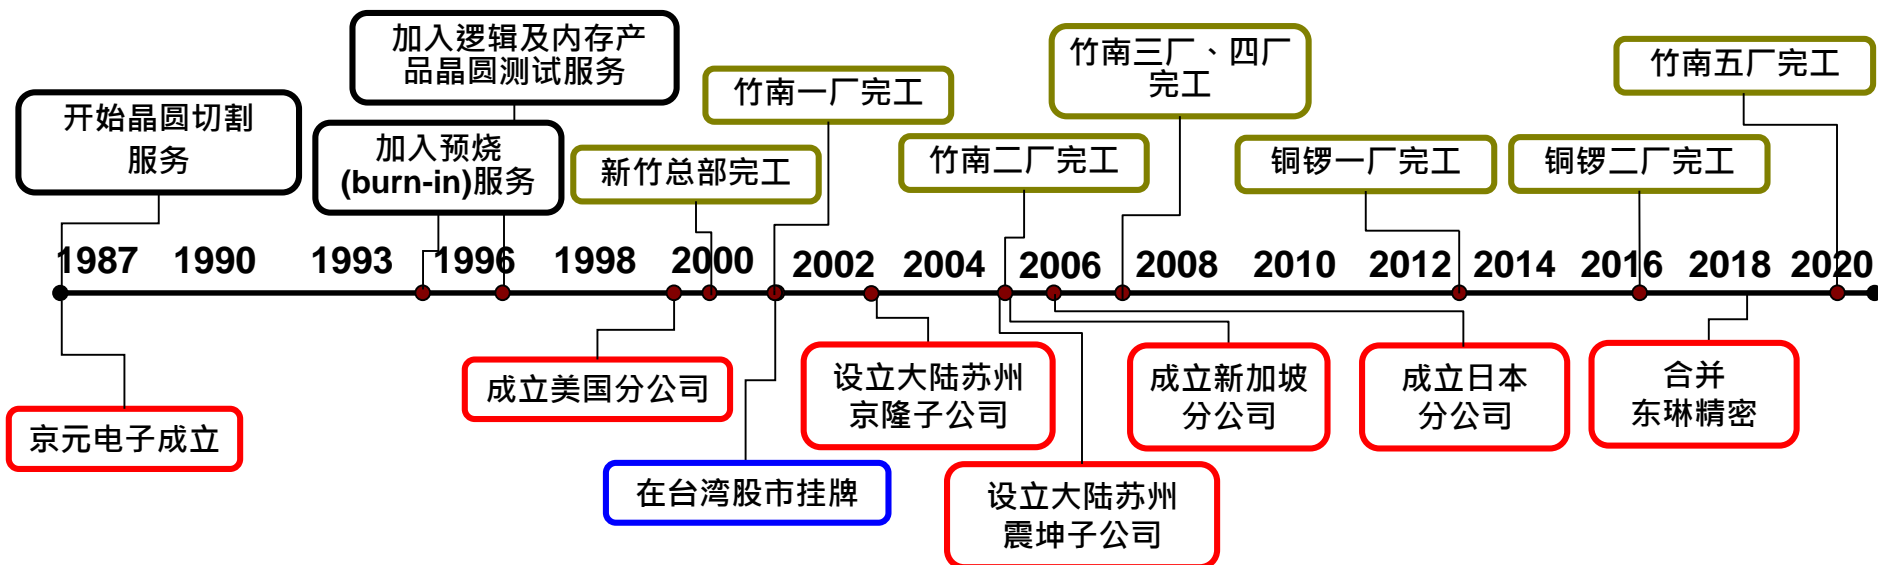 加入逻辑及内存产
品晶圆测试服务
竹南三厂、四厂
完工
竹南五厂完工
竹南一厂完工
开始晶圆切割
服务
加入预烧
(burn-in)服务
新竹总部完工
竹南二厂完工
铜锣一厂完工
铜锣二厂完工
1987 1990 1993 1996 1998 2000 2002 2004 2006 2008 2010 2012 2014 2016 2018 2020
成立美国分公司
设立大陆苏州
京隆子公司
成立新加坡
分公司
成立日本
分公司
合并
东琳精密
京元电子成立
在台湾股市挂牌
设立大陆苏州
震坤子公司